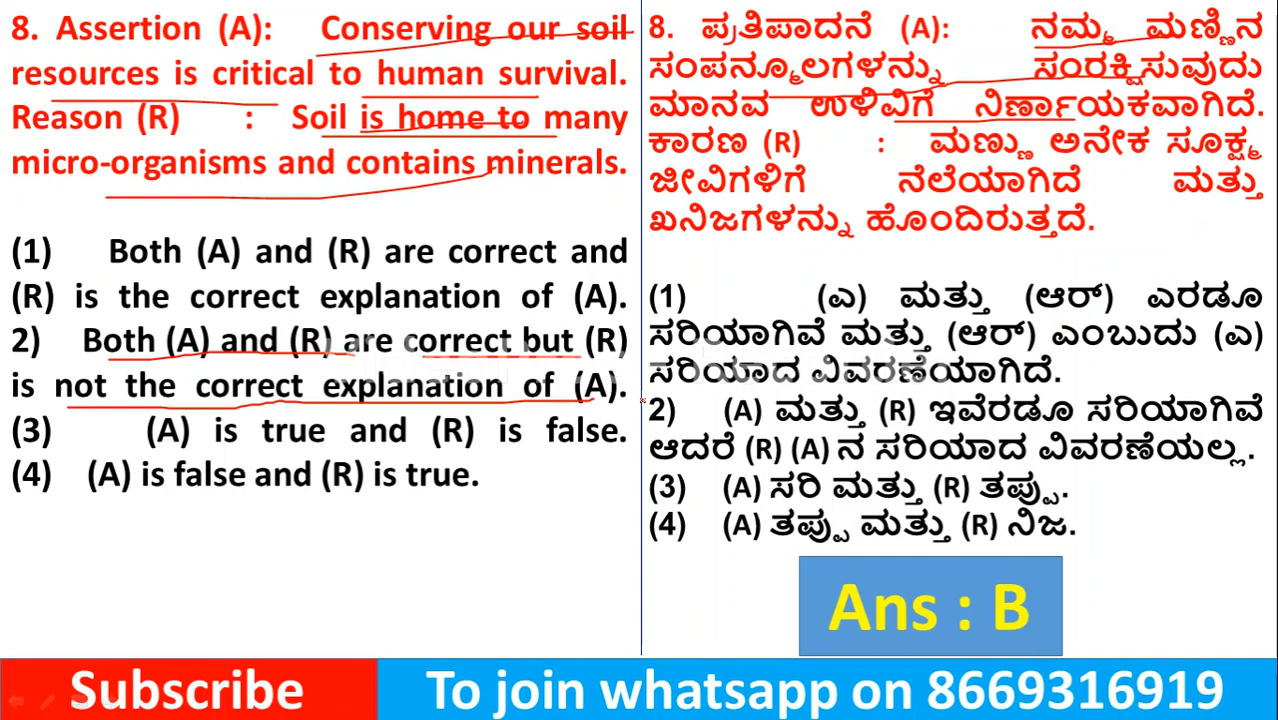 8. Assertion (A): Conserving our soil
resources is critical to human survival.
Reason (R) : Soil is home to many
micro-organisms and contains minerals.
(1) Both (A) and (R) are correct and
(R) is the correct explanation of (A).
2) Both (A) and (R) are correct but (R)
is not the correct explanation of (A).
(3) (A) is true and (R) is false.
(4) (A) is false and (R) is true.
8. ಪ್ರತಿಪಾದನೆ (A): ನಮ್ಮ ಮಣ್ಣಿನ
ಸಂಪನ್ಮೂಲಗಳನ್ನು ಸಂರಕ್ಷಿಸುವುದು
ಮಾನವ ಉಳಿವಿಗೆ ನಿರ್ಣಾಯಕವಾಗಿದೆ.
ಕಾರಣ (R) : ಮಣ್ಣು ಅನೇಕ ಸೂಕ್ಷ್ಮ
ಜೀವಿಗಳಿಗೆ ನೆಲೆಯಾಗಿದೆ ಮತ್ತು
ಖನಿಜಗಳನ್ನು ಹೊಂದಿರುತ್ತದೆ.
(1) (ಎ) ಮತ್ತು (ಆರ್) ಎರಡೂ
ಸರಿಯಾಗಿವೆ ಮತ್ತು (ಆರ್) ಎಂಬುದು (ಎ)
ಸರಿಯಾದ ವಿವರಣೆಯಾಗಿದೆ.
2) (A) ಮತ್ತು (R) ಇವೆರಡೂ ಸರಿಯಾಗಿವೆ
ಆದರೆ (R) (A) ನ ಸರಿಯಾದ ವಿವರಣೆಯಲ್ಲ.
(3) (A) ಸರಿ ಮತ್ತು (R) ತಪ್ಪು.
(4) (A) ತಪ್ಪು ಮತ್ತು (R) ನಿಜ.
Ans : B
Subscribe
To join whatsapp on 8669316919